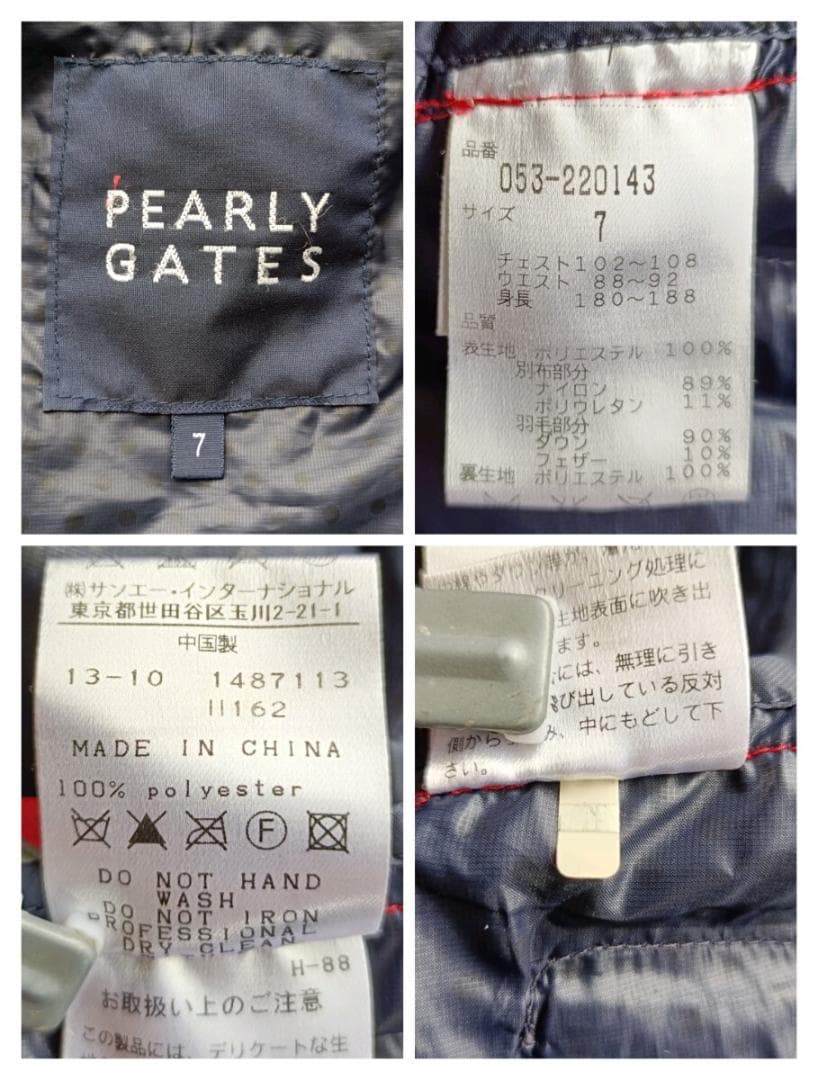 PEARLY
GATES
7
品番
053-220143
サイズ
7
チェスト102〜108
ウエスト 88〜92
身長 180〜188
品質
表生地 ポリエステル 100%
別布部分
ナイロン 89%
ポリウレタン 11%
羽毛部分
ダウン 90%
フェザー 10%
裏生地 ポリエステル 100%
㈱サンエー・インターナショナル
東京都世田谷区玉川2-21-1
中国製
13-10 1487113
II162
MADE IN CHINA
100% polyester
F
DO NOT HAND
WASH
DO NOT IRON
PROFESSIONAL
DRY-CLEAN
H-88
お取扱い上のご注意
この製品には、デリケートな生
クリーニング処理に
生地表面に吹き出
ます。
には、無理に引き
び出している反対
側から み、中にもどして下
さい。